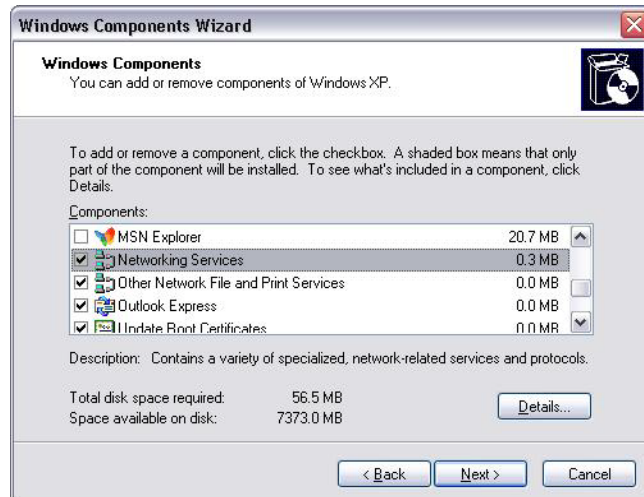 Windows Components Wizard
Windows Components
You can add or remove components of Windows XP.
To add or remove a component, click the checkbox. A shaded box means that only
part of the component will be installed. To see what's included in a component, click
Details.
Components:
MSN Explorer 20.7 MB
Networking Services 0.3 MB
Other Network File and Print Services 0.0 MB
Outlook Express 0.0 MB
Update Root Certificates 0.0 MB
Description: Contains a variety of specialized, network-related services and protocols.
Total disk space required: 56.5 MB
Space available on disk: 7373.0 MB
Details...
< Back Next > Cancel